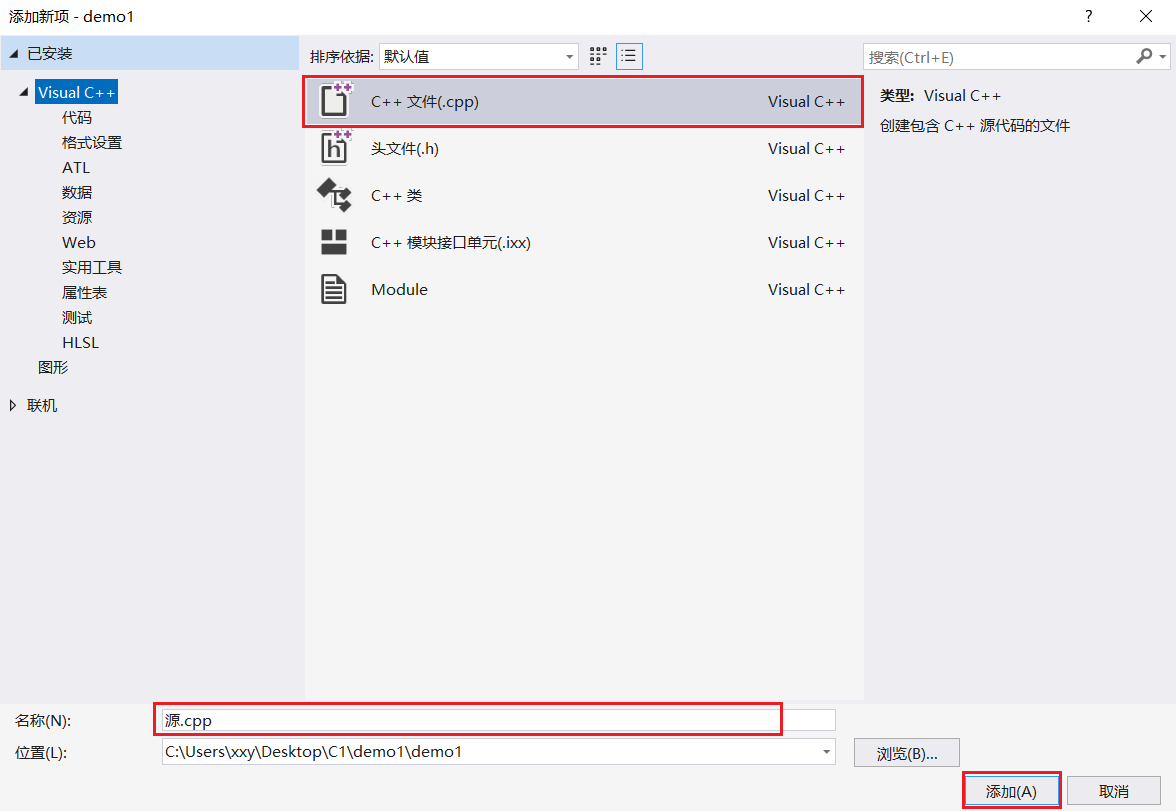 添加新项 - demo1
?
已安装
Visual C++
代码
格式设置
ATL
数据
资源
Web
实用工具
属性表
测试
HLSL
图形
联机
排序依据: 默认值
C++ 文件(.cpp) Visual C++
头文件(.h) Visual C++
C++ 类 Visual C++
C++ 模块接口单元(.ixx) Visual C++
Module Visual C++
搜索(Ctrl+E)
类型: Visual C++
创建包含 C++ 源代码的文件
名称(N): 源.cpp
位置(L): C:\Users\xxy\Desktop\C1\demo1\demo1
浏览(B)...
添加(A) 取消